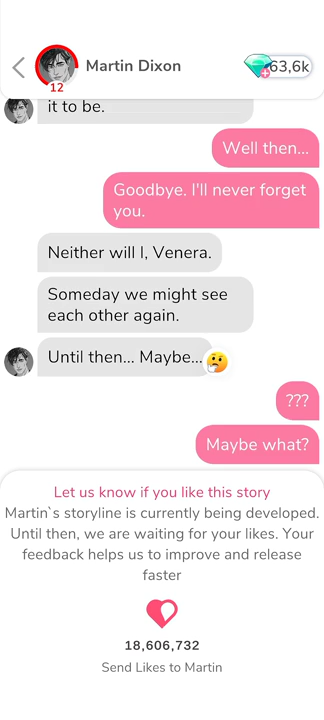 Martin Dixon
63,6k
12
it to be.
Well then...
Goodbye. I'll never forget
you.
Neither will I, Venera.
Someday we might see
each other again.
Until then... Maybe...
???
Maybe what?
Let us know if you like this story
Martin`s storyline is currently being developed.
Until then, we are waiting for your likes. Your
feedback helps us to improve and release
faster
18,606,732
Send Likes to Martin